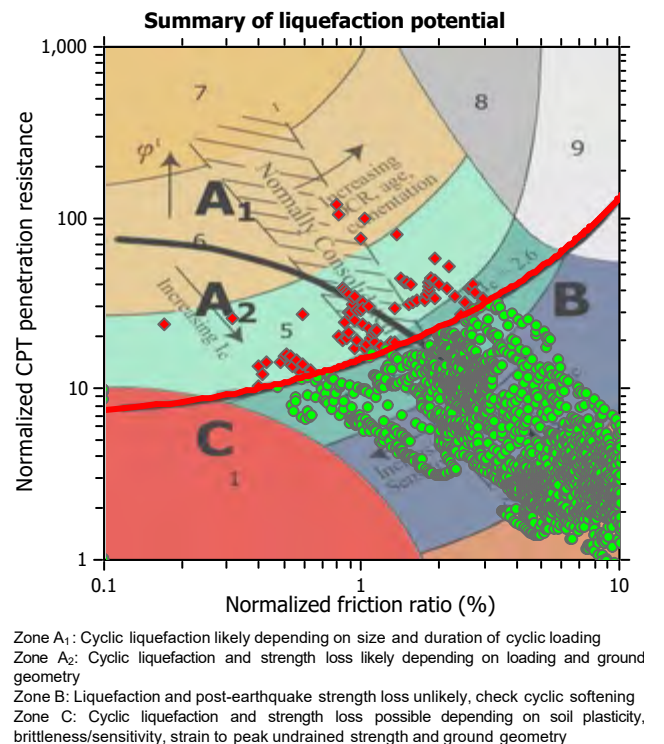 Summary of liquefaction potential
1,000
100
10
1
0.1
1
10
Normalized CPT penetration resistance
Normalized friction ratio (%)
7
8
9
φ'
Increasing
OCR, age,
cementation
A1
Normally
6
A2
Increasing Ic
5
2.6
B
C
1
Zone A1: Cyclic liquefaction likely depending on size and duration of cyclic loading
Zone A2: Cyclic liquefaction and strength loss likely depending on loading and ground
geometry
Zone B: Liquefaction and post-earthquake strength loss unlikely, check cyclic softening
Zone C: Cyclic liquefaction and strength loss possible depending on soil plasticity,
brittleness/sensitivity, strain to peak undrained strength and ground geometry